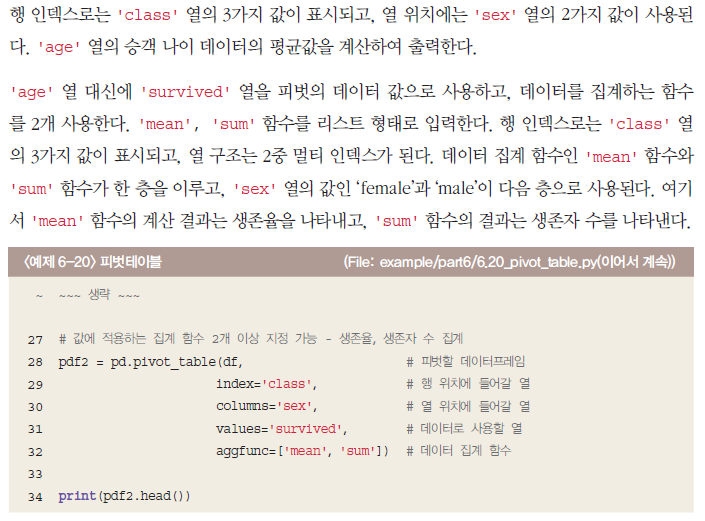 행 인덱스로는 'class' 열의 3가지 값이 표시되고, 열 위치에는 'sex' 열의 2가지 값이 사용된
다. 'age' 열의 승객 나이 데이터의 평균값을 계산하여 출력한다.
'age' 열 대신에 'survived' 열을 피벗의 데이터 값으로 사용하고, 데이터를 집계하는 함수
를 2개 사용한다. 'mean', 'sum' 함수를 리스트 형태로 입력한다. 행 인덱스로는 'class' 열
의 3가지 값이 표시되고, 열 구조는 2중 멀티 인덱스가 된다. 데이터 집계 함수인 'mean' 함수와
'sum' 함수가 한 층을 이루고, 'sex' 열의 값인 ‘female’과 ‘male’이 다음 층으로 사용된다. 여기
서 'mean' 함수의 계산 결과는 생존율을 나타내고, 'sum' 함수의 결과는 생존자 수를 나타낸다.
〈예제 6-20〉 피벗테이블 (File: example/part6/6.20_pivot_table.py(이어서 계속))
~ ~~~ 생략 ~~~
27 # 값에 적용하는 집계 함수 2개 이상 지정 가능 - 생존율, 생존자 수 집계
28 pdf2 = pd.pivot_table(df, # 피벗할 데이터프레임
29 index='class', # 행 위치에 들어갈 열
30 columns='sex', # 열 위치에 들어갈 열
31 values='survived', # 데이터로 사용할 열
32 aggfunc=['mean', 'sum']) # 데이터 집계 함수
33
34 print(pdf2.head())